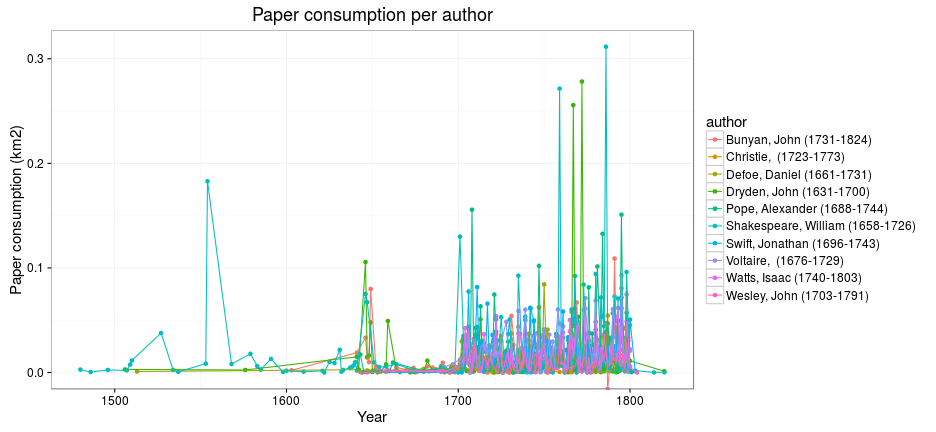 Paper consumption per author
0.3
0.2
0.1
0.0
Paper consumption (km2)
1500
1600
1700
1800
Year
author
Bunyan, John (1731-1824)
Christie, (1723-1773)
Defoe, Daniel (1661-1731)
Dryden, John (1631-1700)
Pope, Alexander (1688-1744)
Shakespeare, William (1658-1726)
Swift, Jonathan (1696-1743)
Voltaire, (1676-1729)
Watts, Isaac (1740-1803)
Wesley, John (1703-1791)